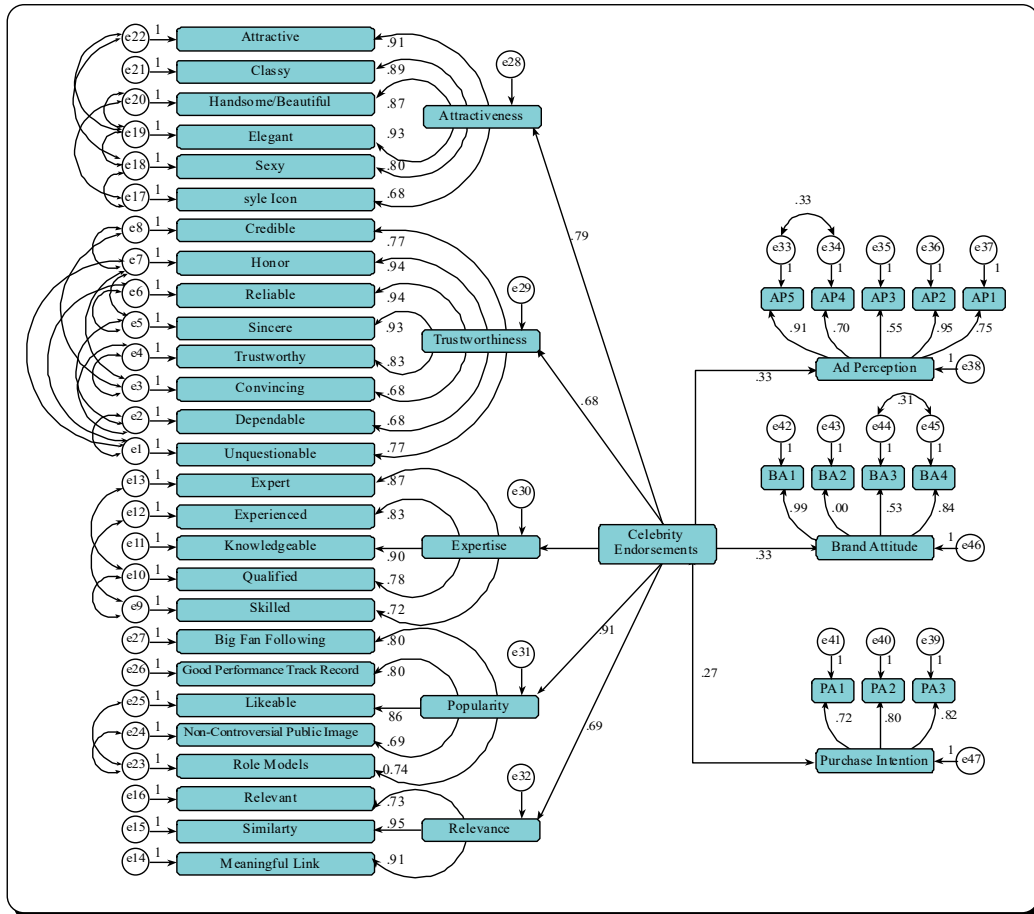 e22 1 Attractive .91
e21 1 Classy .89
e20 1 Handsome/Beautiful .87
e19 1 Elegant .93
e18 1 Sexy .80
e17 1 syle Icon .68
e28
Attractiveness
.79
e8 1 Credible .77
e7 1 Honor .94
e6 1 Reliable .94
e5 1 Sincere .93
e4 1 Trustworthy .83
e3 1 Convincing .68
e2 1 Dependable .68
e1 1 Unquestionable .77
e29
Trustworthiness
.68
e13 1 Expert .87
e12 1 Experienced .83
e11 1 Knowledgeable .90
e10 1 Qualified .78
e9 1 Skilled .72
e30
Expertise
e27 1 Big Fan Following .80
e26 1 Good Performance Track Record .80
e25 1 Likeable 86
e24 1 Non-Controversial Public Image .69
e23 1 Role Models 0.74
e31
Popularity
.91
e16 1 Relevant .73
e15 1 Similarty .95
e14 1 Meaningful Link .91
e32
Relevance
.69
Celebrity
Endorsements
.33
e33 e34 e35 e36 e37
1 1 1 1 1
AP5 AP4 AP3 AP2 AP1
.91 .70 .55 .95 .75
Ad Perception 1 e38
.33
.31
e42 e43 e44 e45
1 1 1 1
BA1 BA2 BA3 BA4
.99 .00 .53 .84
Brand Attitude 1 e46
.33
e41 e40 e39
1 1 1
PA1 PA2 PA3
.72 .80 .82
Purchase Intention 1 e47
.27